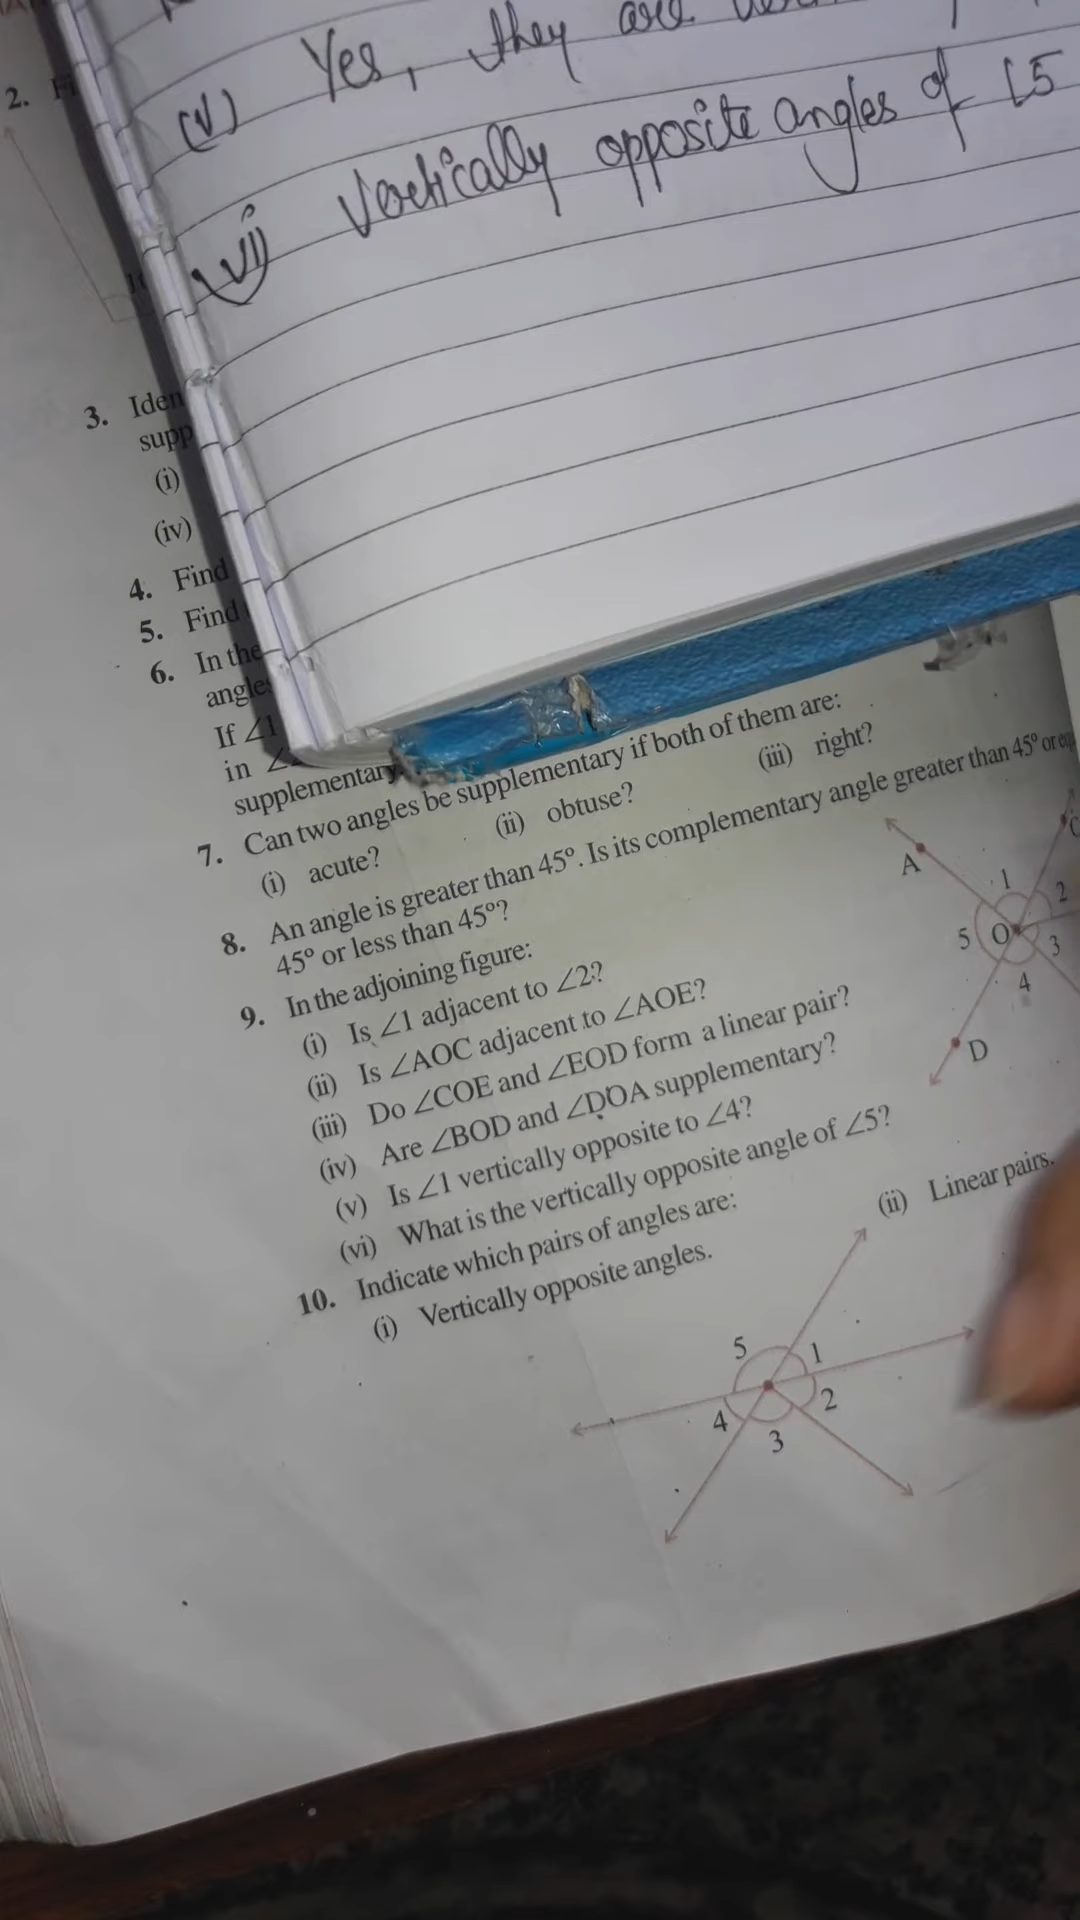 Yes, they are
(V)
vertically opposite angles of ∠5
VI)
2.
3. Iden
supp
(i)
(iv)
4. Find
5. Find
6. In the
angles
If ∠1
in
supplementary
7. Can two angles be supplementary if both of them are:
(i) acute? (ii) obtuse? (iii) right?
8. An angle is greater than 45°. Is its complementary angle greater than 45° or
45° or less than 45°?
9. In the adjoining figure:
(i) Is ∠1 adjacent to ∠2?
(ii) Is ∠AOC adjacent to ∠AOE?
(iii) Do ∠COE and ∠EOD form a linear pair?
(iv) Are ∠BOD and ∠DOA supplementary?
(v) Is ∠1 vertically opposite to ∠4?
(vi) What is the vertically opposite angle of ∠5?
A C
1 2
5 O 3
4
D
10. Indicate which pairs of angles are:
(i) Vertically opposite angles. (ii) Linear pairs.
5 1
4 2
3